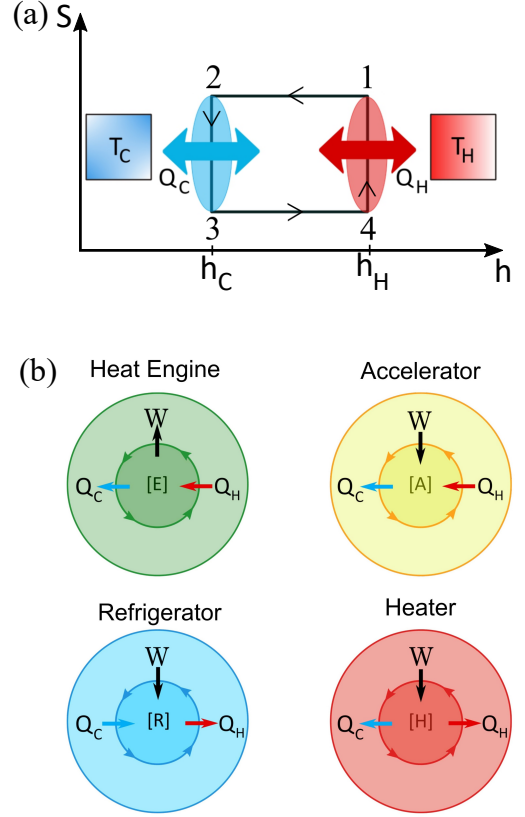 (a) S
2 1
T_C T_H
Q_C Q_H
3 4
h_C h_H h
(b)
Heat Engine Accelerator
W W
Q_C [E] Q_H Q_C [A] Q_H
Refrigerator Heater
W W
Q_C [R] Q_H Q_C [H] Q_H